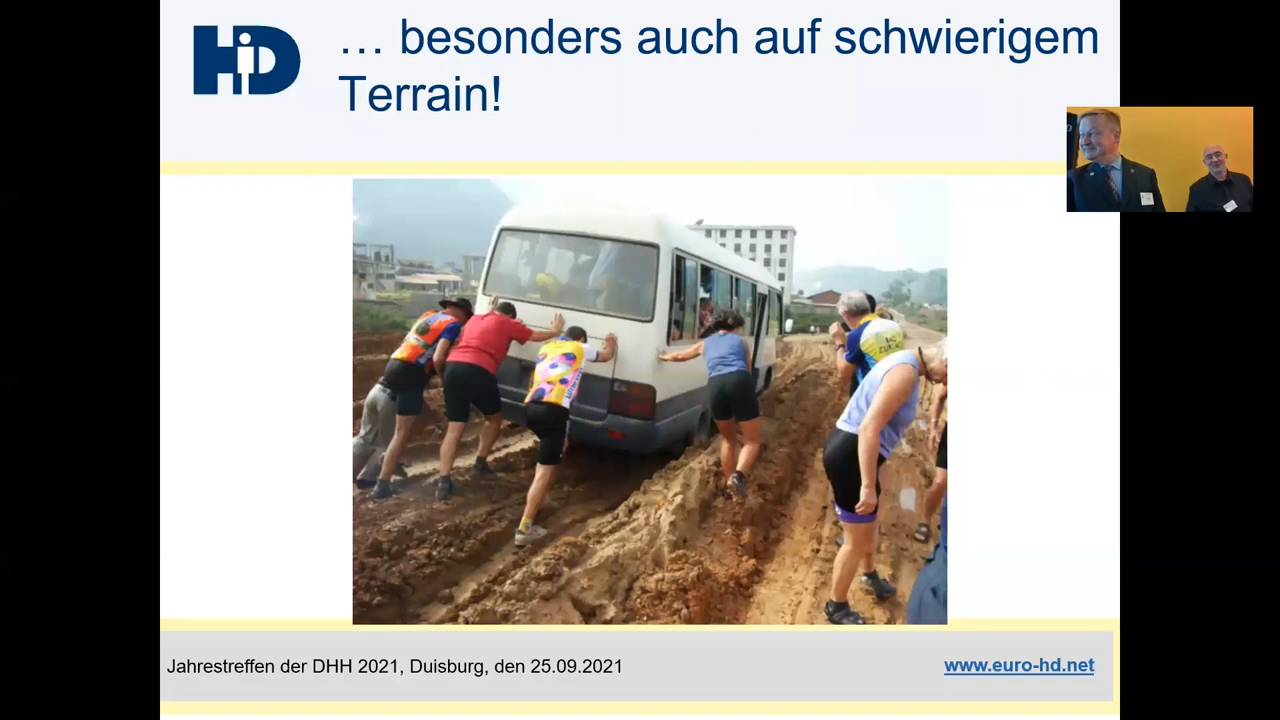 HD
… besonders auch auf schwierigem
Terrain!
Jahrestreffen der DHH 2021, Duisburg, den 25.09.2021
www.euro-hd.net